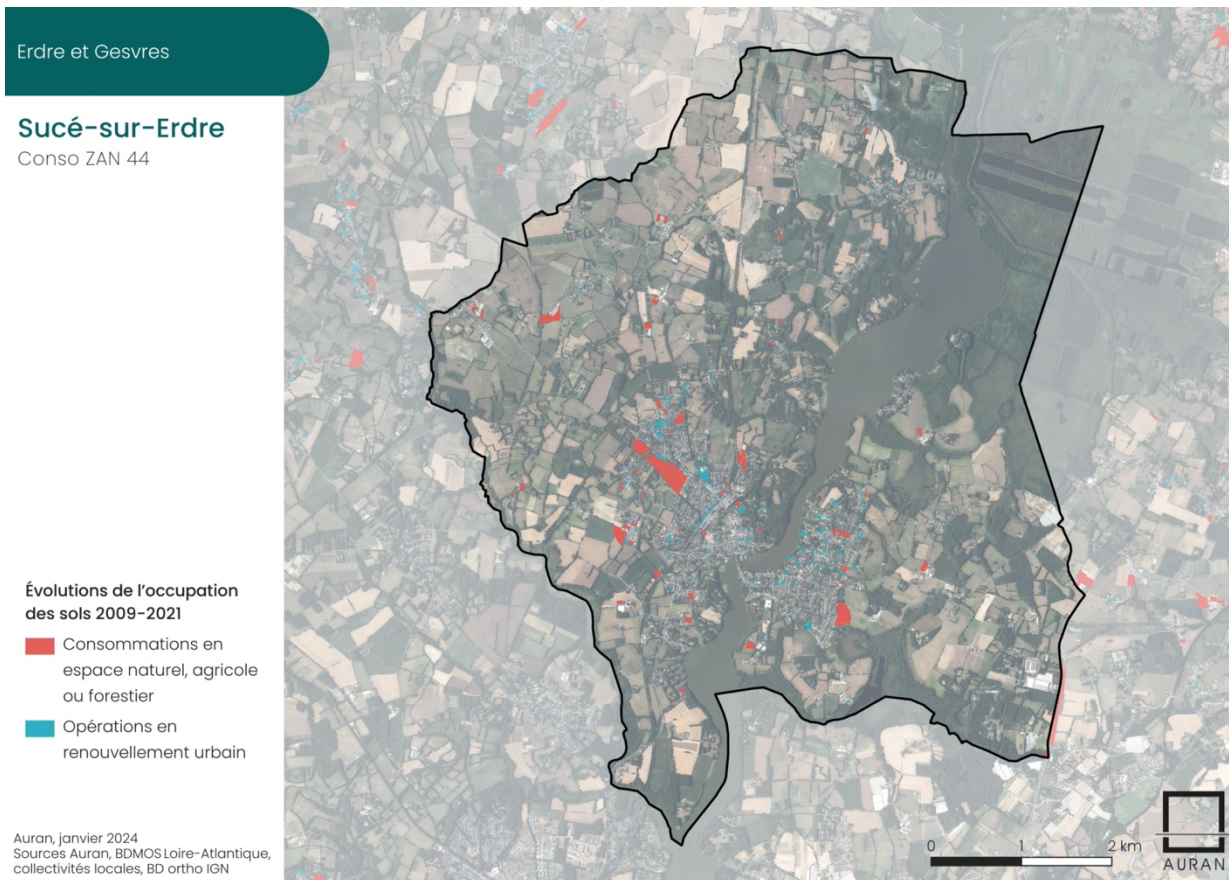 Erdre et Gesvres
Sucé-sur-Erdre
Conso ZAN 44
Évolutions de l'occupation
des sols 2009-2021
Consommations en
espace naturel, agricole
ou forestier
Opérations en
renouvellement urbain
Auran, janvier 2024
Sources Auran, BDMOS Loire-Atlantique,
collectivités locales, BD ortho IGN
0 1 2 km
AURAN